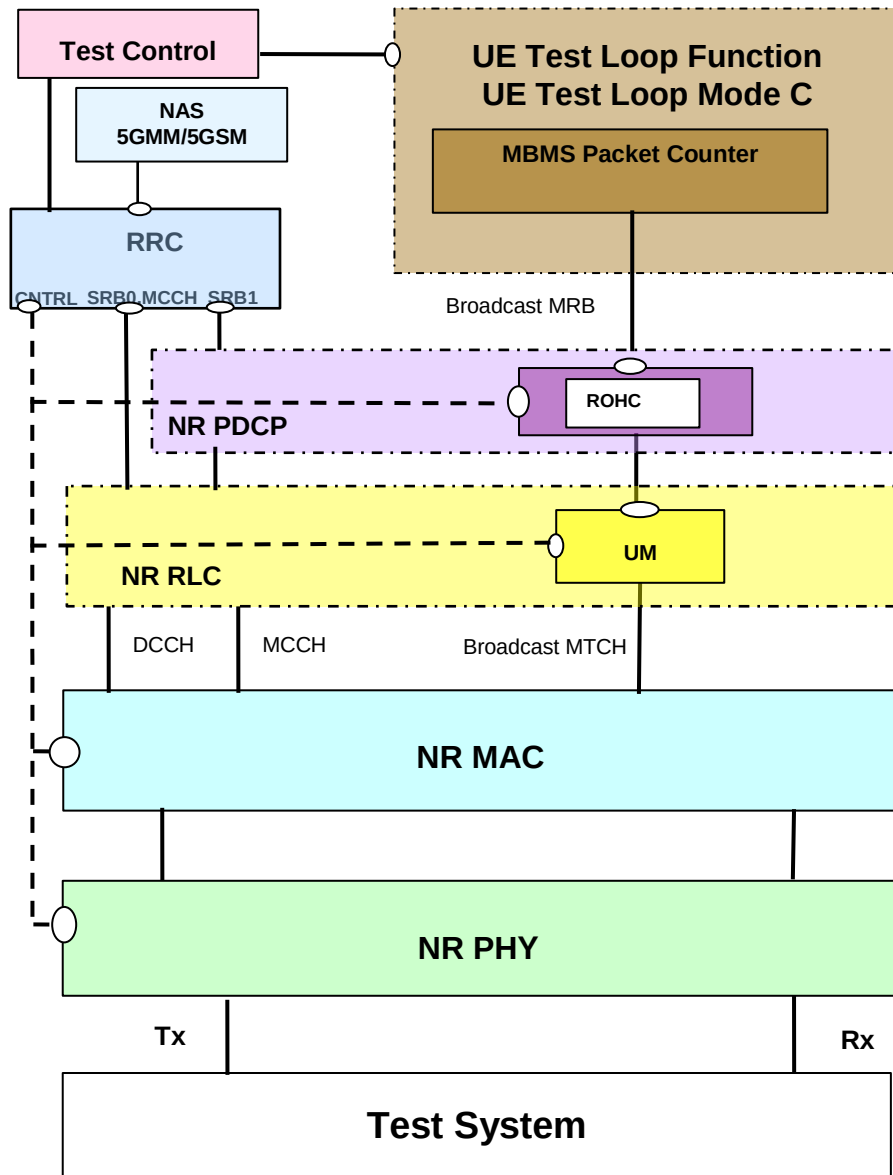 Test Control
UE Test Loop Function
UE Test Loop Mode C
NAS
5GMM/5GSM
MBMS Packet Counter
RRC
CNTRL SRB0,MCCH SRB1
Broadcast MRB
ROHC
NR PDCP
UM
NR RLC
DCCH MCCH Broadcast MTCH
NR MAC
NR PHY
Tx Rx
Test System